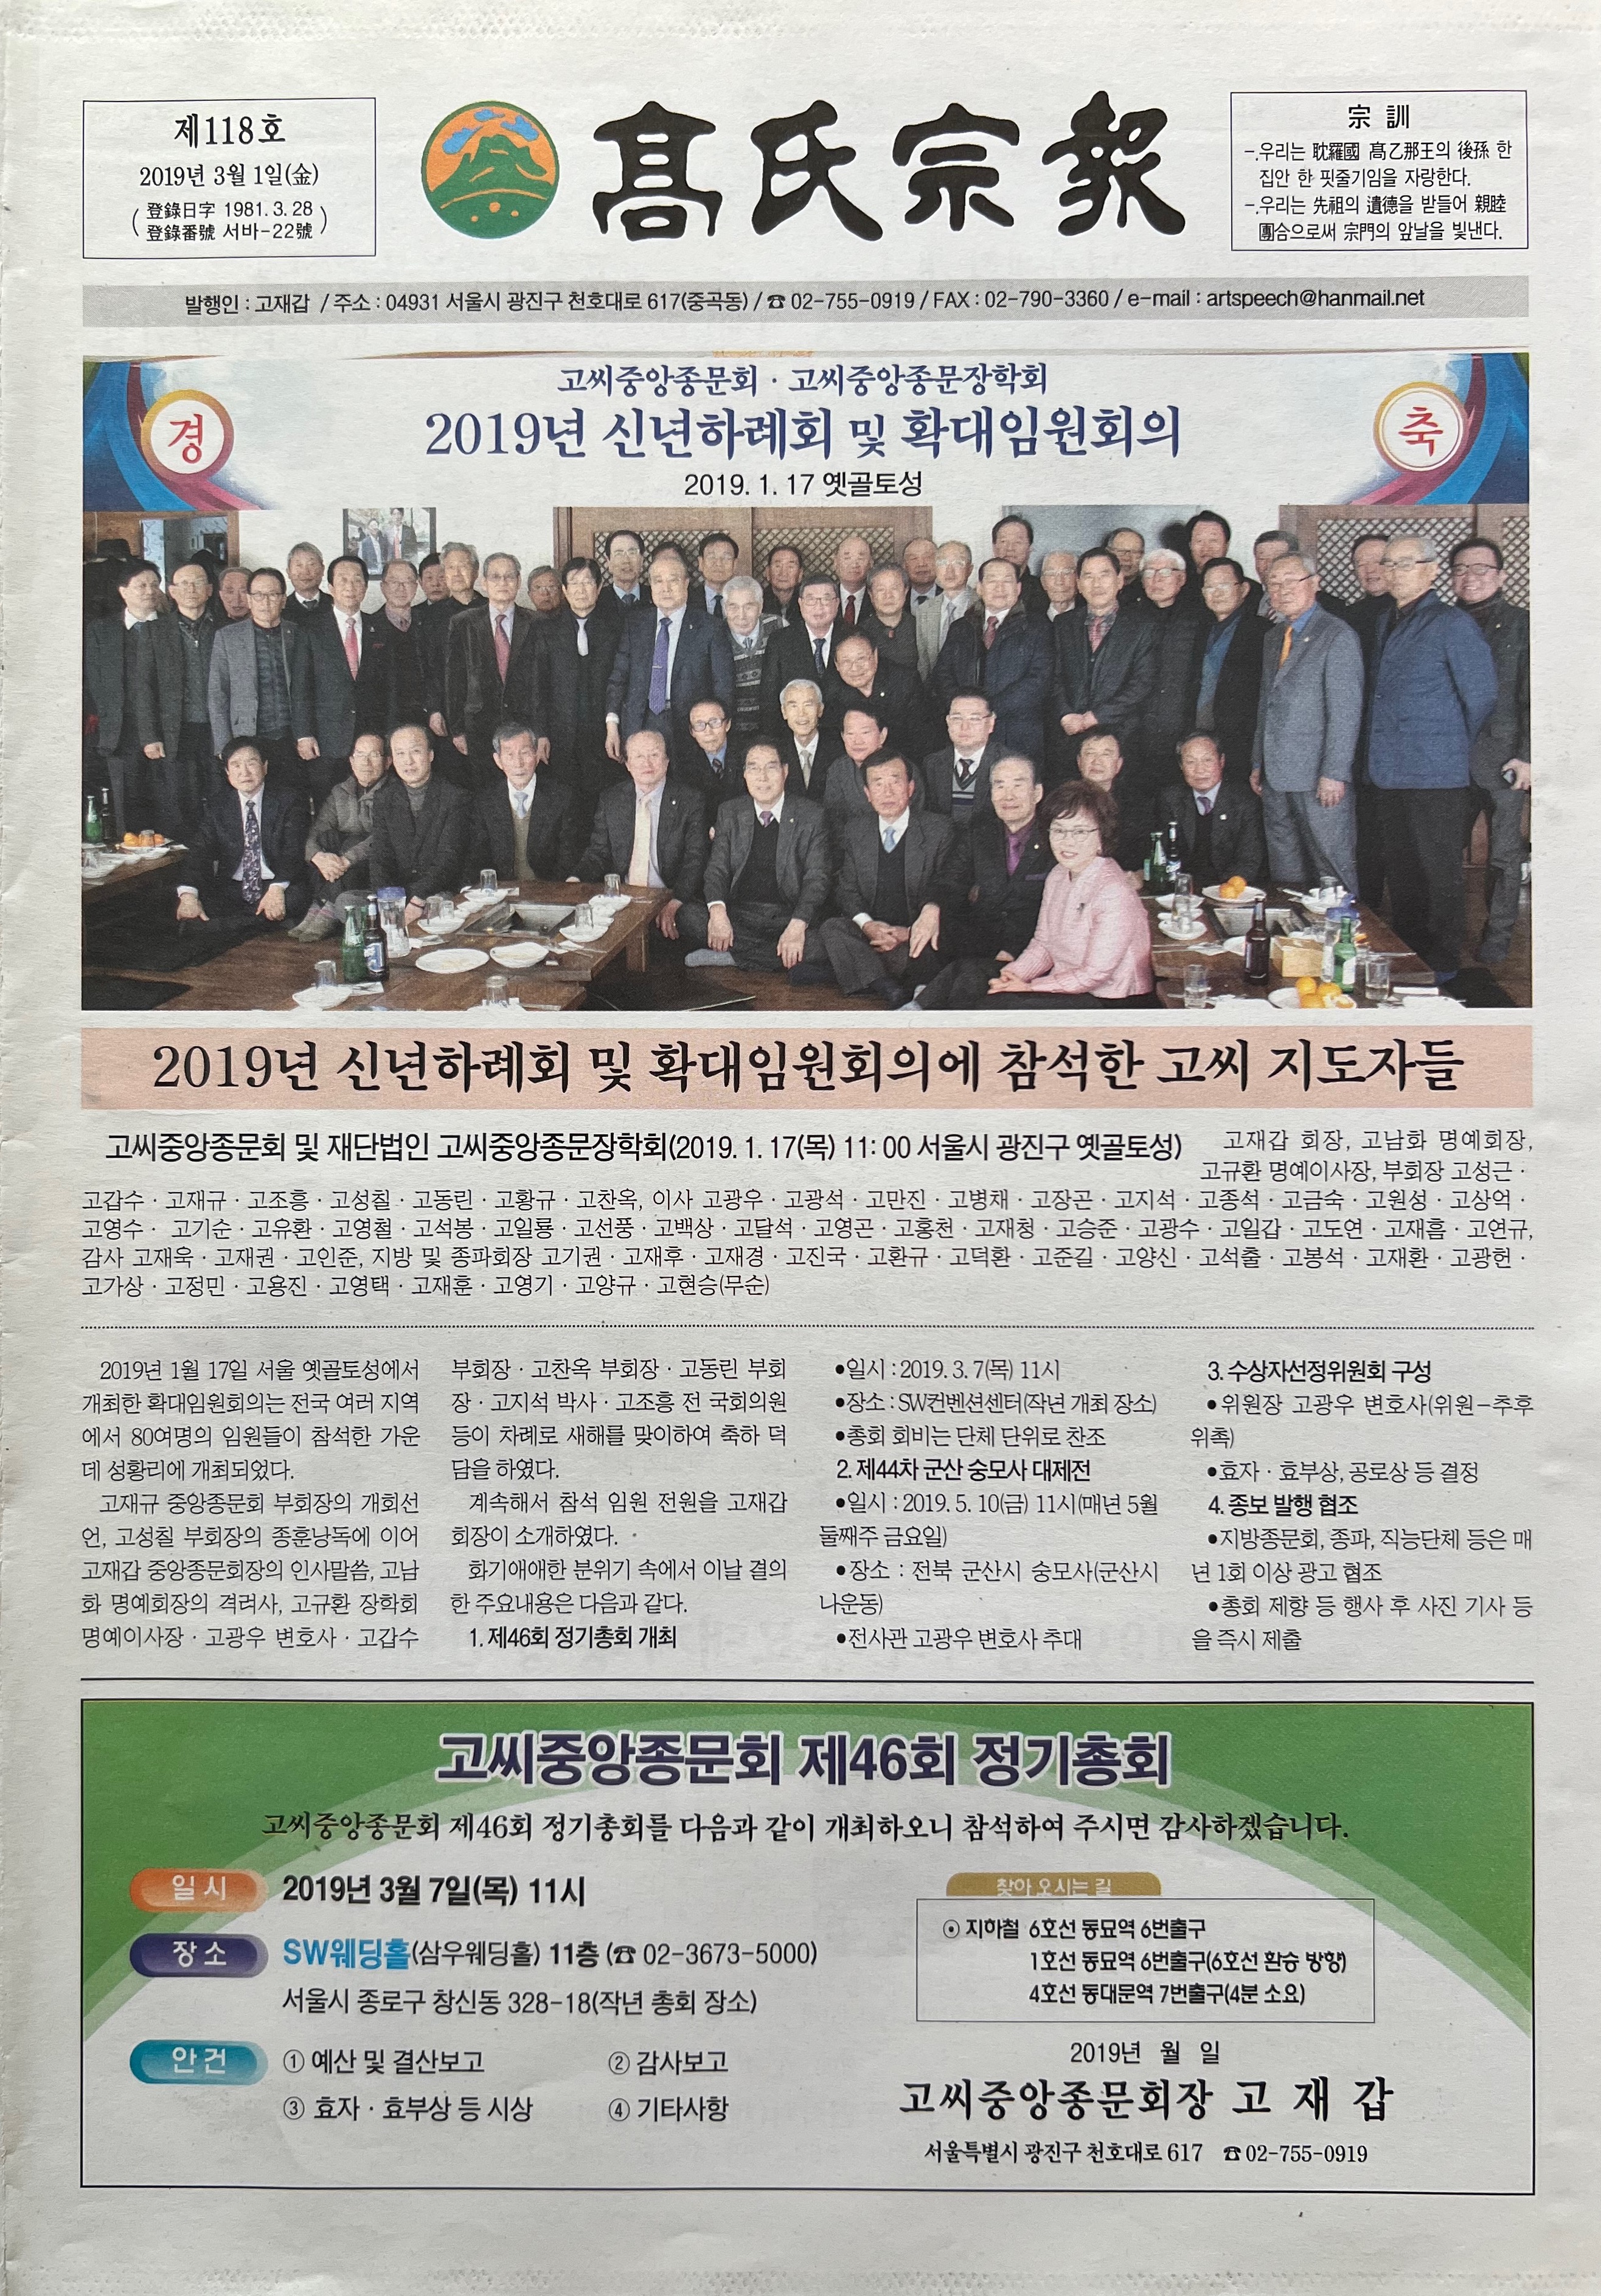 제118호
2019년 3월 1일(金)
(登錄日字 1981. 3. 28
登錄番號 서바-22號)
髙氏宗報
宗 訓
-.우리는 耽羅國 髙乙那王의 後孫 한
집안 한 핏줄기임을 자랑한다.
-.우리는 先祖의 遺德을 받들어 親睦
團合으로써 宗門의 앞날을 빛낸다.
발행인 : 고재갑 / 주소 : 04931 서울시 광진구 천호대로 617(중곡동) / ☎ 02-755-0919 / FAX : 02-790-3360 / e-mail : artspeech@hanmail.net
경
고씨중앙종문회 · 고씨중앙종문장학회
2019년 신년하례회 및 확대임원회의
2019. 1. 17 옛골토성
축
2019년 신년하례회 및 확대임원회의에 참석한 고씨 지도자들
고씨중앙종문회 및 재단법인 고씨중앙종문장학회(2019. 1. 17(목) 11: 00 서울시 광진구 옛골토성)
고재갑 회장, 고남화 명예회장,
고규환 명예이사장, 부회장 고성근 ·
고갑수 · 고재규 · 고조흥 · 고성칠 · 고동린 · 고황규 · 고찬옥, 이사 고광우 · 고광석 · 고만진 · 고병채 · 고장곤 · 고지석 · 고종석 · 고금숙 · 고원성 · 고상억 ·
고영수 · 고기순 · 고유환 · 고영철 · 고석봉 · 고일룡 · 고선풍 · 고백상 · 고달석 · 고영곤 · 고홍천 · 고재청 · 고승준 · 고광수 · 고일갑 · 고도연 · 고재흠 · 고연규,
감사 고재욱 · 고재권 · 고인준, 지방 및 종파회장 고기권 · 고재후 · 고재경 · 고진국 · 고환규 · 고덕환 · 고준길 · 고양신 · 고석출 · 고봉석 · 고재환 · 고광헌 ·
고가상 · 고정민 · 고용진 · 고영택 · 고재훈 · 고영기 · 고양규 · 고현승(무순)
2019년 1월 17일 서울 옛골토성에서
개최한 확대임원회의는 전국 여러 지역
에서 80여명의 임원들이 참석한 가운
데 성황리에 개최되었다.
고재규 중앙종문회 부회장의 개회선
언, 고성칠 부회장의 종훈낭독에 이어
고재갑 중앙종문회장의 인사말씀, 고남
화 명예회장의 격려사, 고규환 장학회
명예이사장 · 고광우 변호사 · 고갑수
부회장 · 고찬옥 부회장 · 고동린 부회
장 · 고지석 박사 · 고조흥 전 국회의원
등이 차례로 새해를 맞이하여 축하 덕
담을 하였다.
계속해서 참석 임원 전원을 고재갑
회장이 소개하였다.
화기애애한 분위기 속에서 이날 결의
한 주요내용은 다음과 같다.
1. 제46회 정기총회 개최
●일시 : 2019. 3. 7(목) 11시
●장소 : SW컨벤션센터(작년 개최 장소)
●총회 회비는 단체 단위로 찬조
2. 제44차 군산 숭모사 대제전
●일시 : 2019. 5. 10(금) 11시(매년 5월
둘째주 금요일)
●장소 : 전북 군산시 숭모사(군산시
나운동)
●전사관 고광우 변호사 추대
3. 수상자선정위원회 구성
●위원장 고광우 변호사(위원-추후
위촉)
●효자 · 효부상, 공로상 등 결정
4. 종보 발행 협조
●지방종문회, 종파, 직능단체 등은 매
년 1회 이상 광고 협조
●총회 제향 등 행사 후 사진 기사 등
을 즉시 제출
고씨중앙종문회 제46회 정기총회
고씨중앙종문회 제46회 정기총회를 다음과 같이 개최하오니 참석하여 주시면 감사하겠습니다.
일 시 2019년 3월 7일(목) 11시
장 소 SW웨딩홀(삼우웨딩홀) 11층 (☎ 02-3673-5000)
서울시 종로구 창신동 328-18(작년 총회 장소)
안 건 ① 예산 및 결산보고 ② 감사보고
③ 효자 · 효부상 등 시상 ④ 기타사항
찾아 오시는 길
⊙ 지하철 6호선 동묘역 6번출구
1호선 동묘역 6번출구(6호선 환승 방향)
4호선 동대문역 7번출구(4분 소요)
2019년 월 일
고씨중앙종문회장 고 재 갑
서울특별시 광진구 천호대로 617 ☎ 02-755-0919